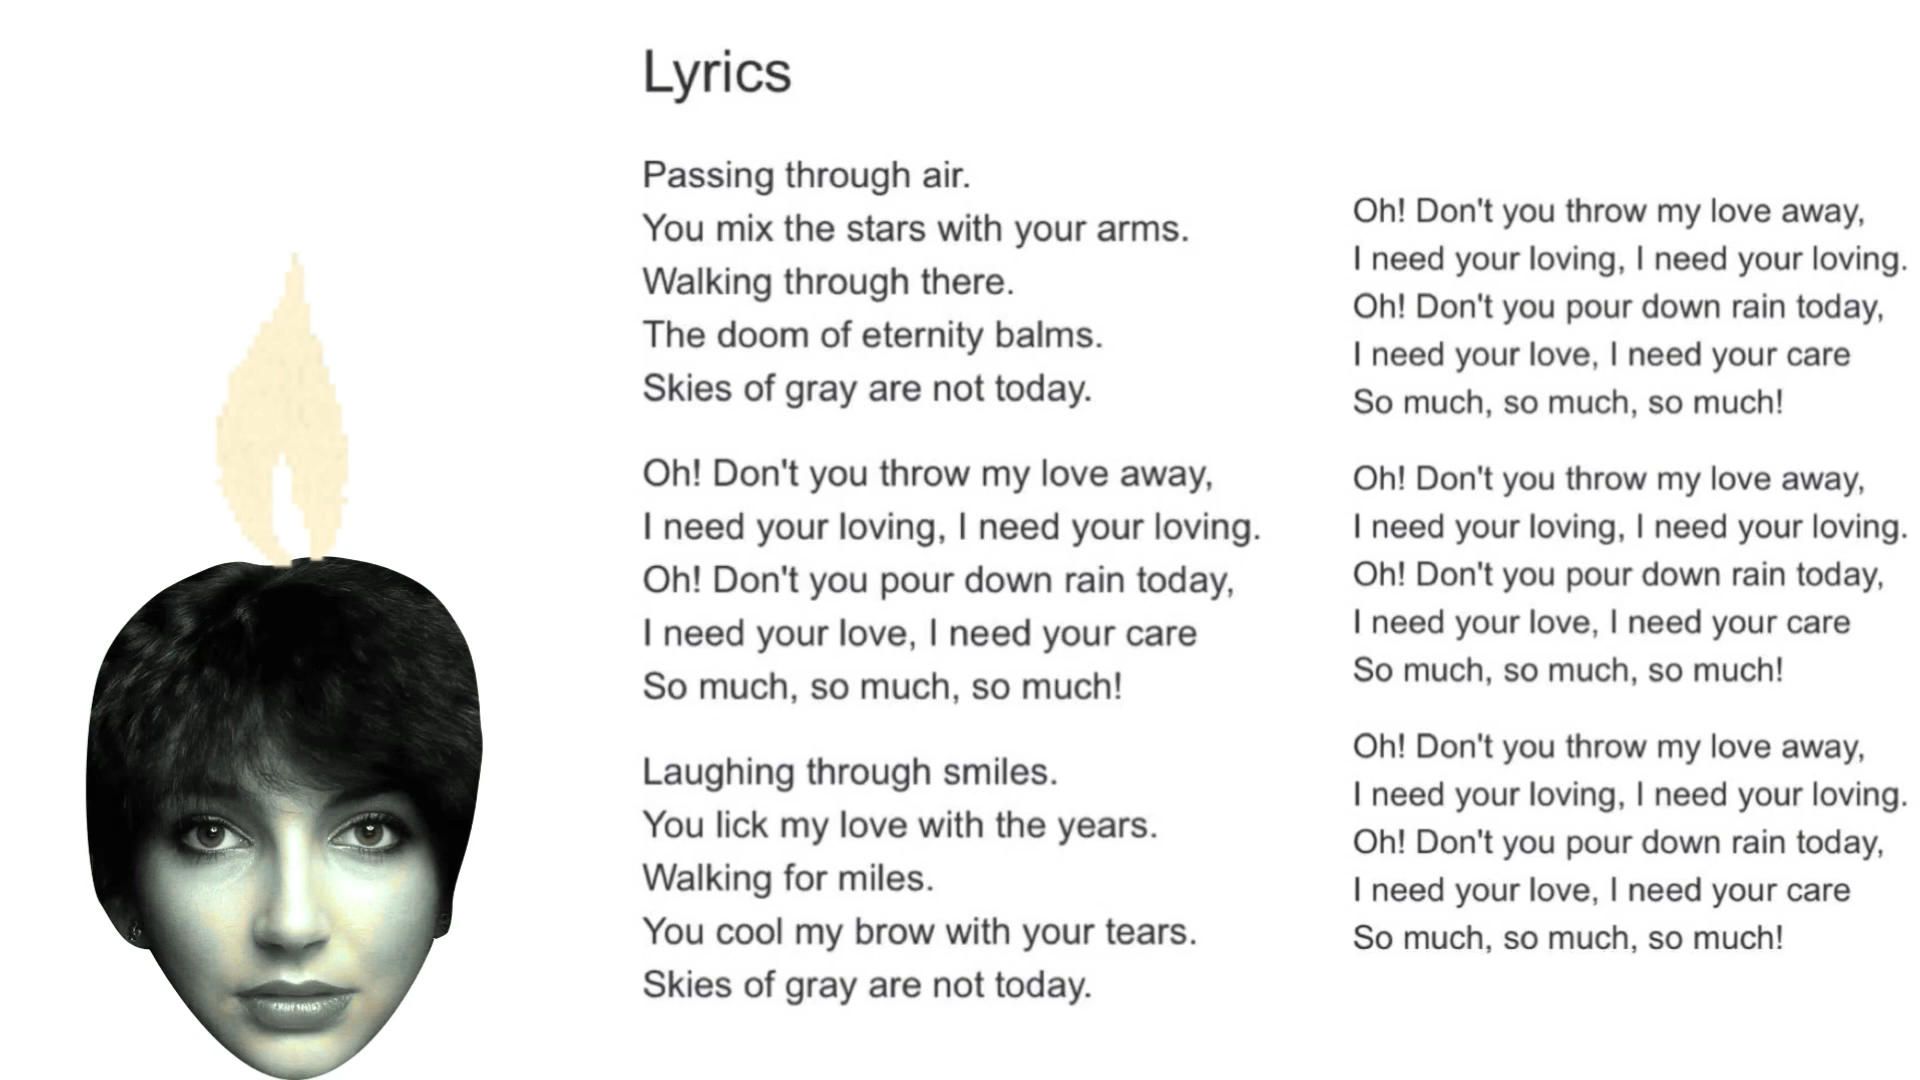 Lyrics
Passing through air.
You mix the stars with your arms.
Walking through there.
The doom of eternity balms.
Skies of gray are not today.
Oh! Don't you throw my love away,
I need your loving, I need your loving.
Oh! Don't you pour down rain today,
I need your love, I need your care
So much, so much, so much!
Laughing through smiles.
You lick my love with the years.
Walking for miles.
You cool my brow with your tears.
Skies of gray are not today.
Oh! Don't you throw my love away,
I need your loving, I need your loving.
Oh! Don't you pour down rain today,
I need your love, I need your care
So much, so much, so much!
Oh! Don't you throw my love away,
I need your loving, I need your loving.
Oh! Don't you pour down rain today,
I need your love, I need your care
So much, so much, so much!
Oh! Don't you throw my love away,
I need your loving, I need your loving.
Oh! Don't you pour down rain today,
I need your love, I need your care
So much, so much, so much!